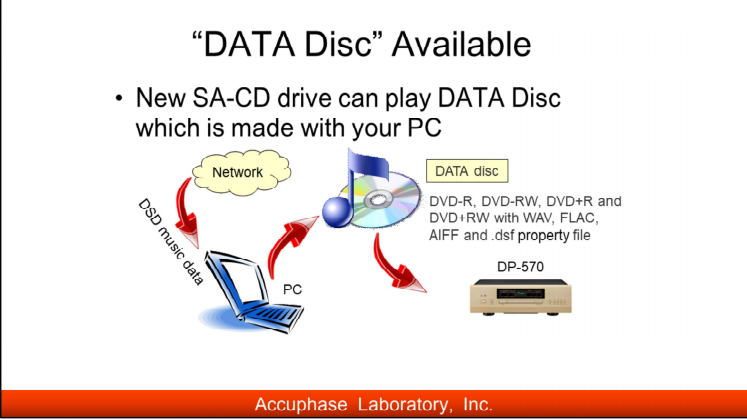 “DATA Disc” Available
• New SA-CD drive can play DATA Disc
which is made with your PC
Network
DSD music data
PC
DATA disc
DVD-R, DVD-RW, DVD+R and
DVD+RW with WAV, FLAC,
AIFF and .dsf property file
DP-570
Accuphase Laboratory, Inc.